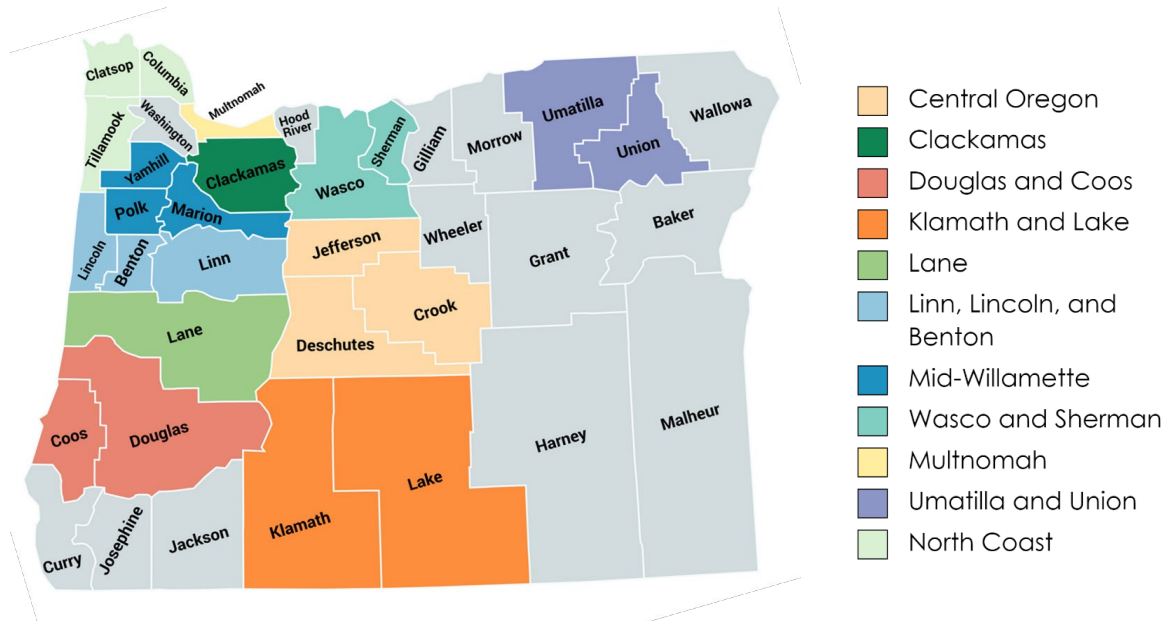 Clatsop
Columbia
Multnomah
Washington
Hood
River
Tillamook
Yamhill
Clackamas
Wasco
Sherman
Gilliam
Morrow
Umatilla
Union
Wallowa
Polk
Marion
Lincoln
Benton
Linn
Jefferson
Wheeler
Grant
Baker
Crook
Lane
Deschutes
Coos
Douglas
Lake
Harney
Malheur
Klamath
Curry
Josephine
Jackson
Central Oregon
Clackamas
Douglas and Coos
Klamath and Lake
Lane
Linn, Lincoln, and
Benton
Mid-Willamette
Wasco and Sherman
Multnomah
Umatilla and Union
North Coast